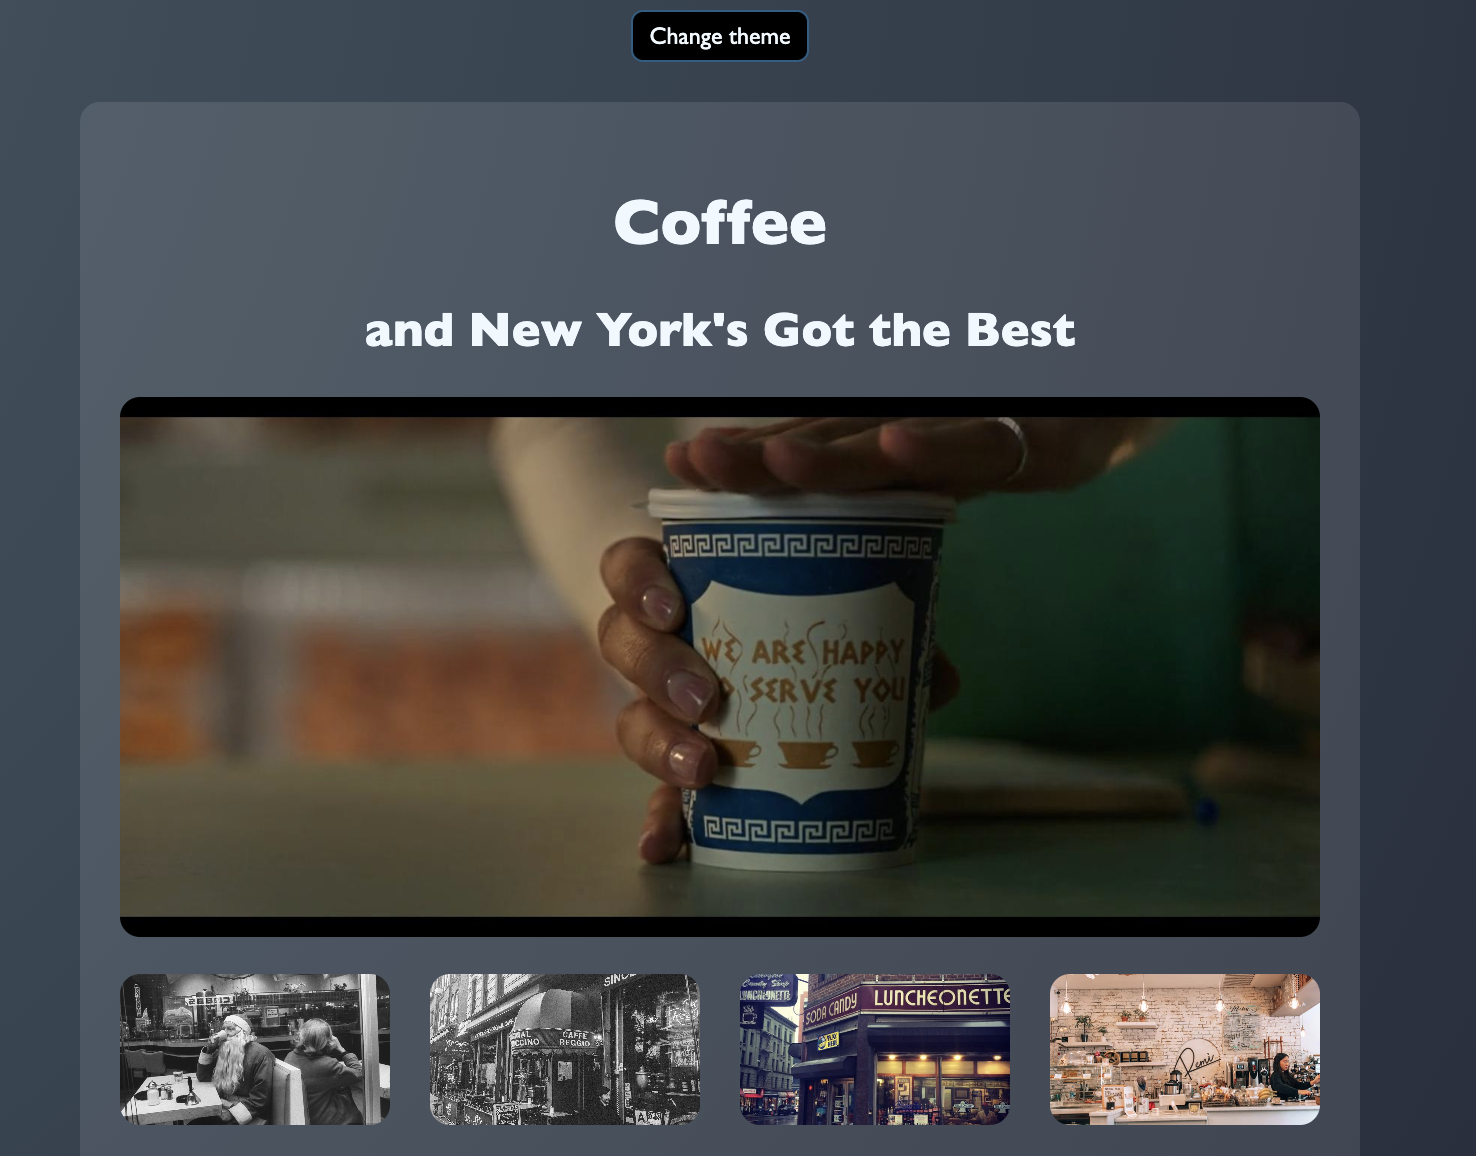 Change theme
Coffee
and New York's Got the Best
WE ARE HAPPY
SERVE YOU
CAFFE
REGGIO
SODA CANDY
LUNCHEONETTE
LUNCHEONETTE